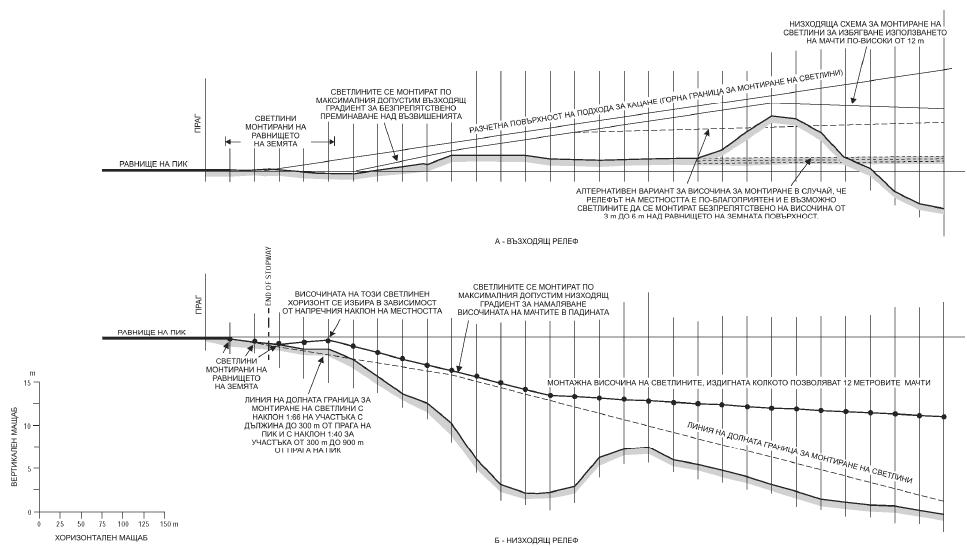 НИЗХОДЯЩА СХЕМА ЗА МОНТИРАНЕ НА
СВЕТЛИНИ ЗА ИЗБЯГВАНЕ ИЗПОЛЗВАНЕТО
НА МАЧТИ ПО-ВИСОКИ ОТ 12 m
РАЗЧЕТНА ПОВЪРХНОСТ НА ПОДХОДА ЗА КАЦАНЕ (ГОРНА ГРАНИЦА ЗА МОНТИРАНЕ НА СВЕТЛИНИ)
СВЕТЛИНИТЕ СЕ МОНТИРАТ ПО
МАКСИМАЛНИЯ ДОПУСТИМ ВЪЗХОДЯЩ
ГРАДИЕНТ ЗА БЕЗПРЕПЯТСТВЕНО
ПРЕМИНАВАНЕ НАД ВЪЗВИШЕНИЯТА
ПРАГ
СВЕТЛИНИ
МОНТИРАНИ НА
РАВНИЩЕТО
НА ЗЕМЯТА
РАВНИЩЕ НА ПИК
АЛТЕРНАТИВЕН ВАРИАНТ ЗА ВИСОЧИНА ЗА МОНТИРАНЕ В СЛУЧАЙ, ЧЕ
РЕЛЕФЪТ НА МЕСТНОСТТА Е ПО-БЛАГОПРИЯТЕН И Е ВЪЗМОЖНО
СВЕТЛИНИТЕ ДА СЕ МОНТИРАТ БЕЗПРЕПЯТСТВЕНО НА ВИСОЧИНА ОТ
3 m ДО 6 m НАД РАВНИЩЕТО НА ЗЕМНАТА ПОВЪРХНОСТ.
А - ВЪЗХОДЯЩ РЕЛЕФ
END OF STOPWAY
ПРАГ
ВИСОЧИНАТА НА ТОЗИ СВЕТЛИНЕН
ХОРИЗОНТ СЕ ИЗБИРА В ЗАВИСИМОСТ
ОТ НАПРЕЧНИЯ НАКЛОН НА МЕСТНОСТТА
СВЕТЛИНИТЕ СЕ МОНТИРАТ ПО
МАКСИМАЛНИЯ ДОПУСТИМ НИЗХОДЯЩ
ГРАДИЕНТ ЗА НАМАЛЯВАНЕ
ВИСОЧИНАТА НА МАЧТИТЕ В ПАДИНАТА
РАВНИЩЕ НА ПИК
СВЕТЛИНИ
МОНТИРАНИ НА
РАВНИЩЕТО
НА ЗЕМЯТА
МОНТАЖНА ВИСОЧИНА НА СВЕТЛИНИТЕ, ИЗДИГНАТА КОЛКОТО ПОЗВОЛЯВАТ 12 МЕТРОВИТЕ МАЧТИ
ЛИНИЯ НА ДОЛНАТА ГРАНИЦА ЗА
МОНТИРАНЕ НА СВЕТЛИНИ С
НАКЛОН 1:66 НА УЧАСТЪКА С
ДЪЛЖИНА ДО 300 m ОТ ПРАГА НА
ПИК И С НАКЛОН 1:40 ЗА
УЧАСТЪКА ОТ 300 m ДО 900 m
ОТ ПРАГА НА ПИК
ЛИНИЯ НА ДОЛНАТА ГРАНИЦА ЗА МОНТИРАНЕ НА СВЕТЛИНИ
ВЕРТИКАЛЕН МАЩАБ
m
15
10
5
0
0 25 50 75 100 125 150 m
ХОРИЗОНТАЛЕН МАЩАБ
Б - НИЗХОДЯЩ РЕЛЕФ